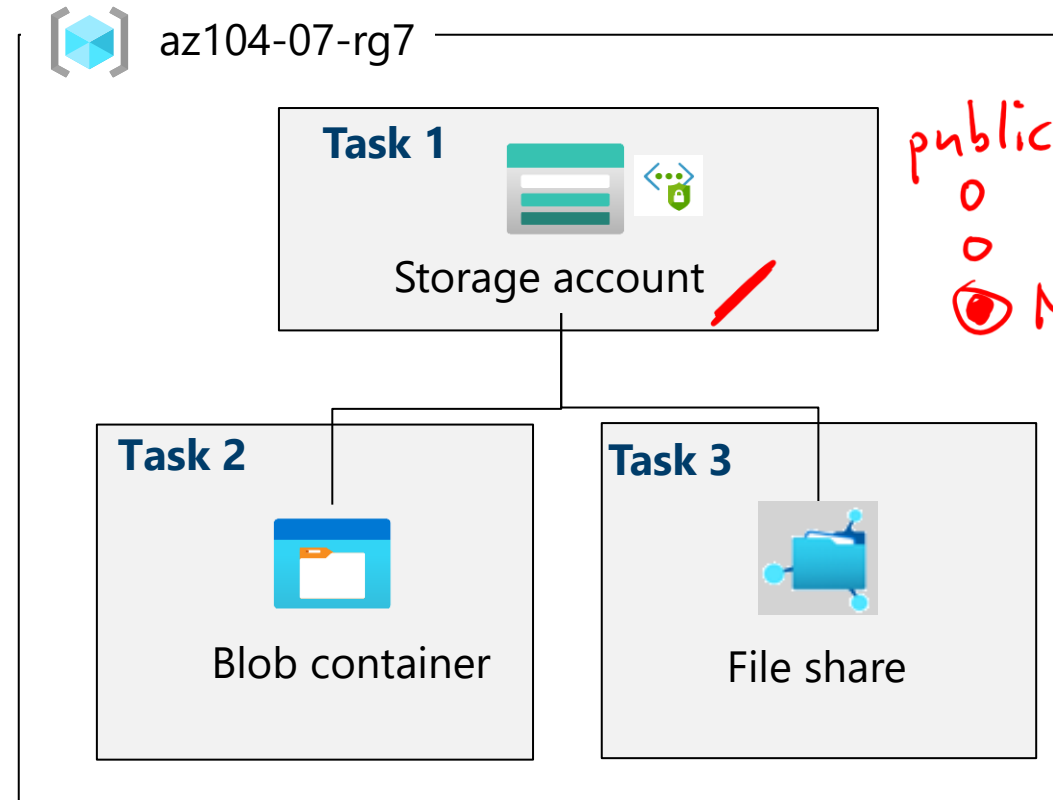 az104-07-rg7
Task 1
public
Storage account
Task 2
Task 3
Blob container
File share